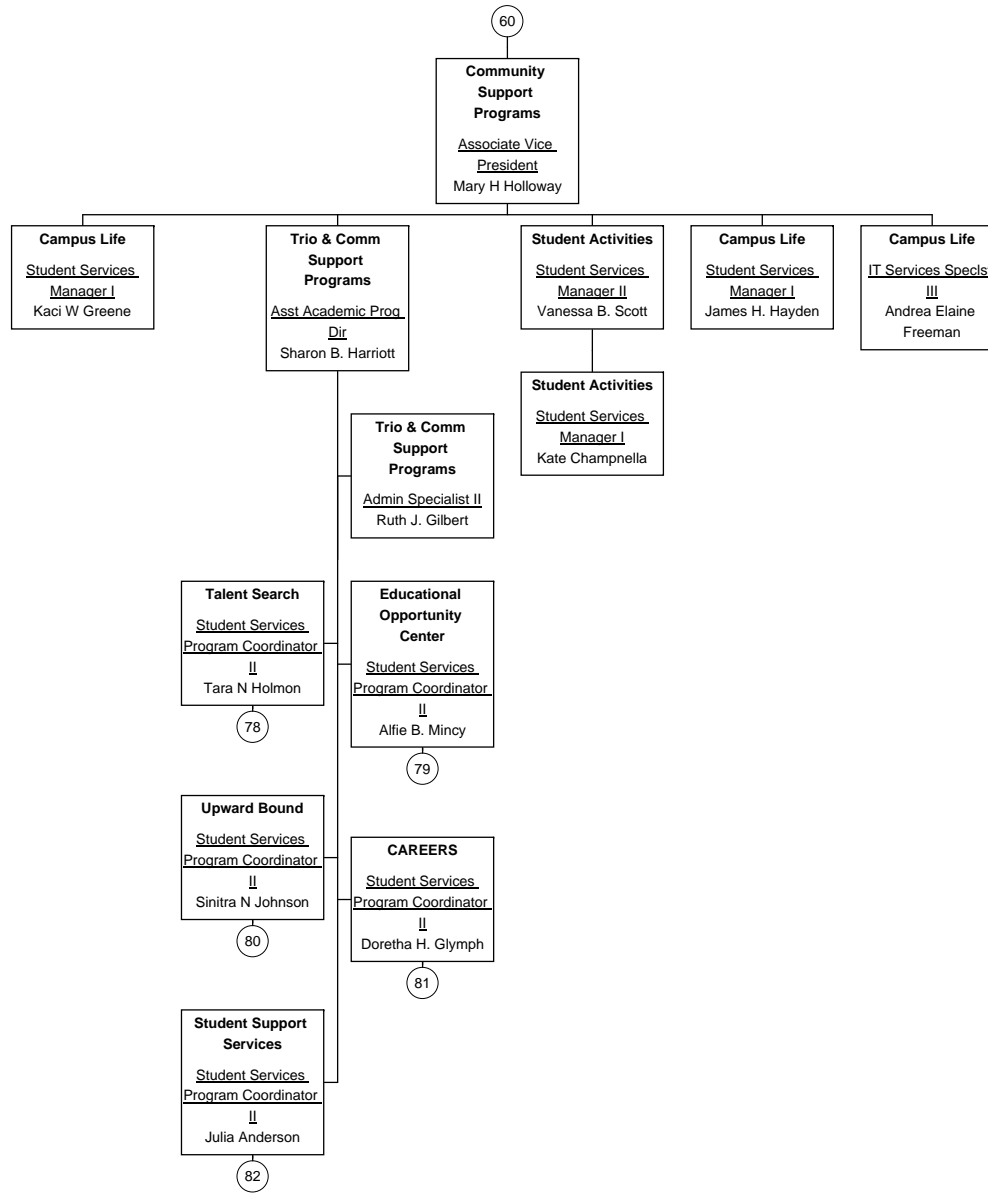 60
Community
Support
Programs
Associate Vice
President
Mary H Holloway
Campus Life
Student Services
Manager I
Kaci W Greene
Trio & Comm
Support
Programs
Asst Academic Prog
Dir
Sharon B. Harriott
Student Activities
Student Services
Manager II
Vanessa B. Scott
Campus Life
Student Services
Manager I
James H. Hayden
Campus Life
IT Services Speclst
III
Andrea Elaine
Freeman
Student Activities
Student Services
Manager I
Kate Champnella
Trio & Comm
Support
Programs
Admin Specialist II
Ruth J. Gilbert
Talent Search
Student Services
Program Coordinator
II
Tara N Holmon
78
Educational
Opportunity
Center
Student Services
Program Coordinator
II
Alfie B. Mincy
79
Upward Bound
Student Services
Program Coordinator
II
Sinitra N Johnson
80
CAREERS
Student Services
Program Coordinator
II
Doretha H. Glymph
81
Student Support
Services
Student Services
Program Coordinator
II
Julia Anderson
82